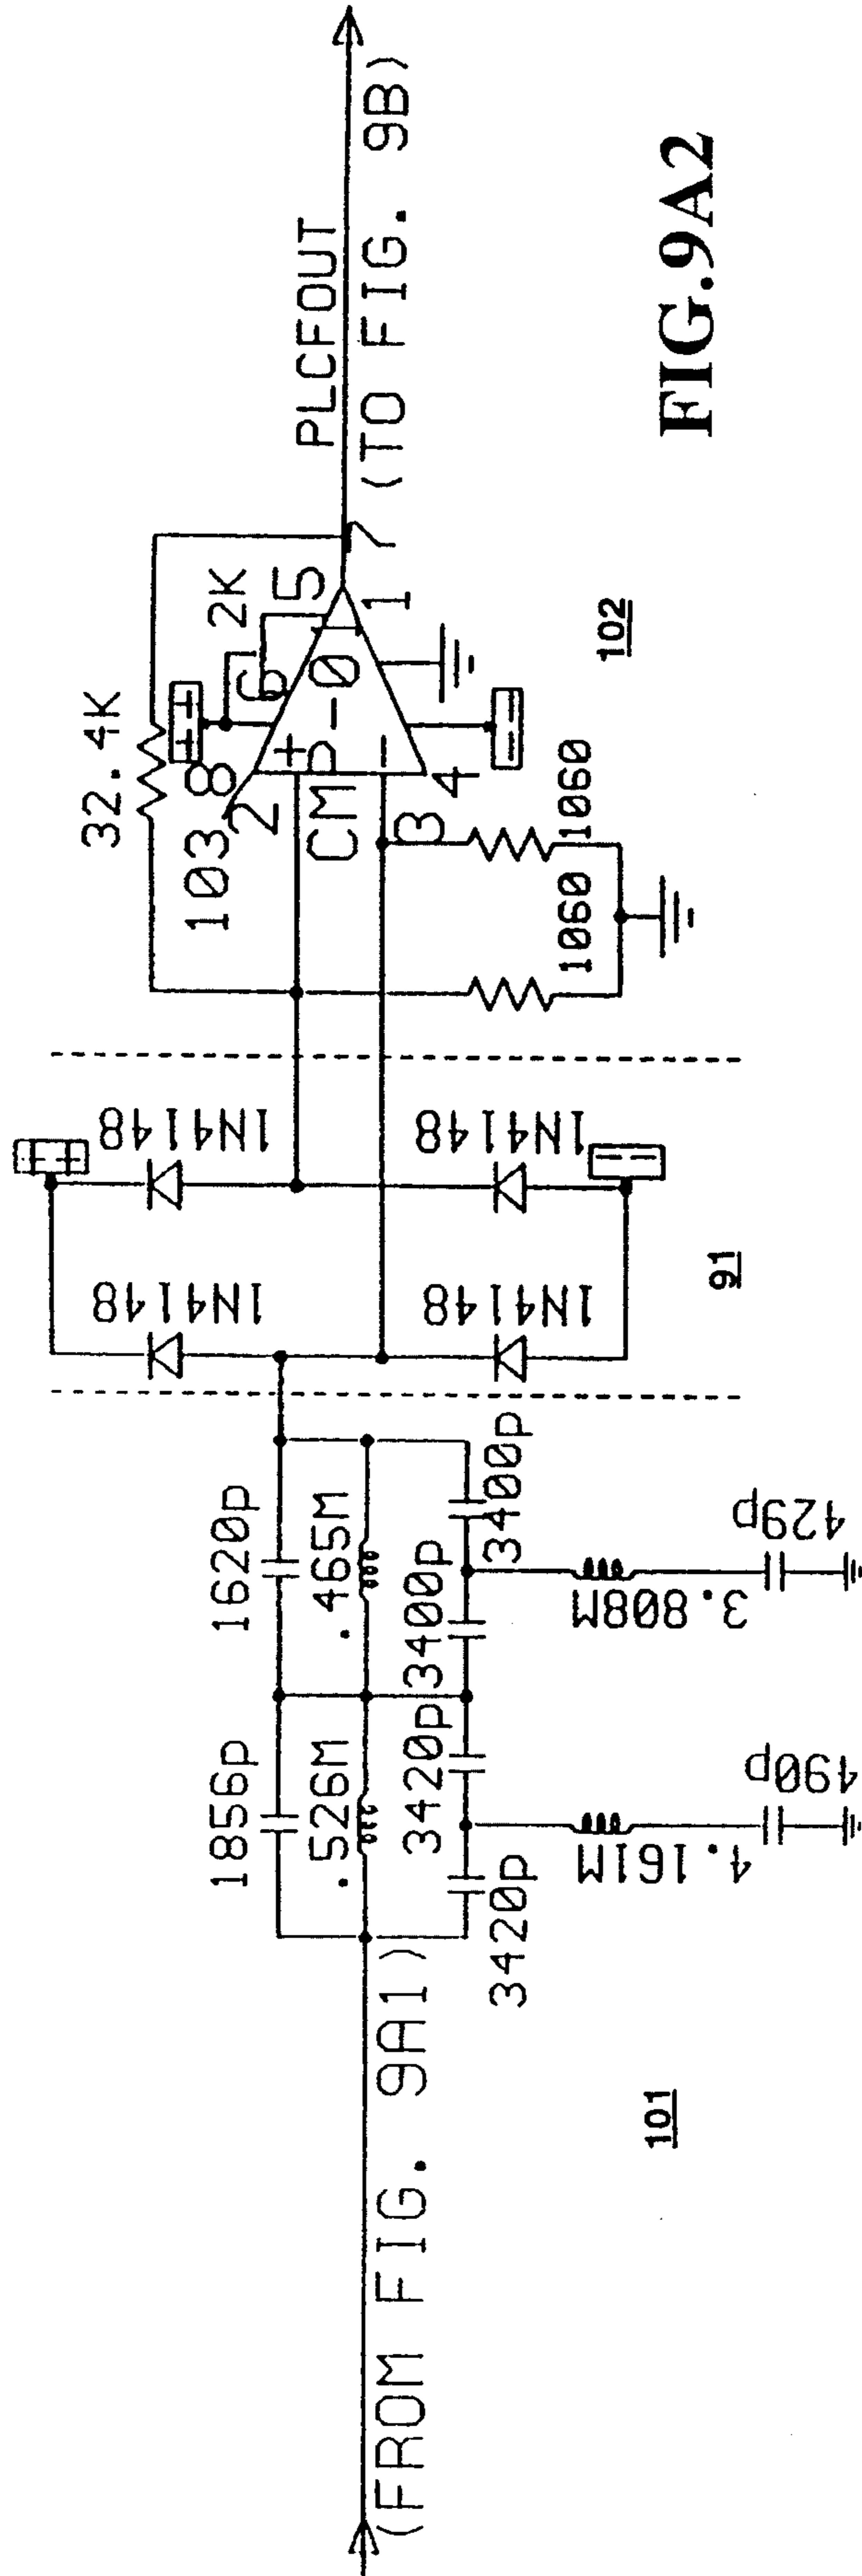 (FROM FIG. 9A1)
101
1856p
.526M
3420p
3420p
4.161M
490p
1620p
.465M
3400p
3400p
3.808M
429p
91
1N4148
1N4148
1N4148
1N4148
++
--
32.4K
103
8
++
2K
6
5
2
+
CMP-0
-
3
4
1
7
--
1060
1060
102
PLCFOUT
(TO FIG. 9B)
FIG.9A2